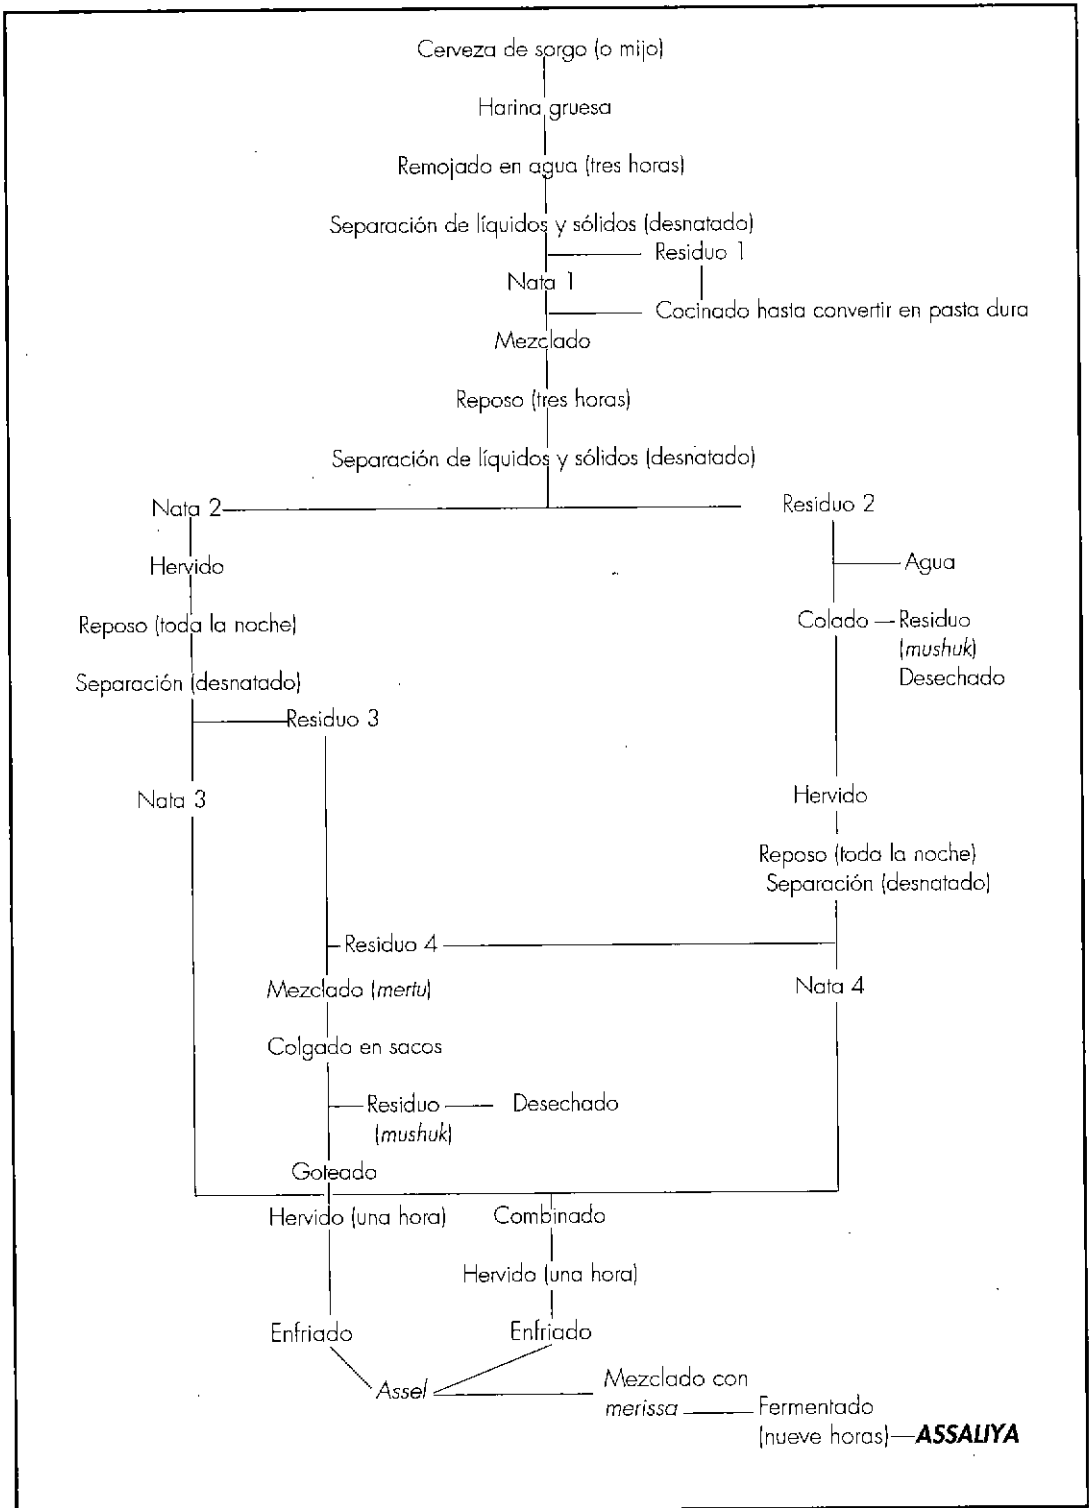 Cerveza de sorgo (o mijo)
Harina gruesa
Remojado en agua (tres horas)
Separación de líquidos y sólidos (desnatado)
Residuo 1
Nata 1
Cocinado hasta convertir en pasta dura
Mezclado
Reposo (tres horas)
Separación de líquidos y sólidos (desnatado)
Nata 2
Residuo 2
Hervido
Agua
Reposo (toda la noche)
Colado — Residuo
(mushuk)
Desechado
Separación (desnatado)
Residuo 3
Nata 3
Hervido
Reposo (toda la noche)
Separación (desnatado)
Residuo 4
Mezclado (mertu)
Nata 4
Colgado en sacos
Residuo
(mushuk)
Desechado
Goteado
Hervido (una hora)
Combinado
Hervido (una hora)
Enfriado
Enfriado
Assel
Mezclado con
merissa
Fermentado
(nueve horas)—ASSALIYA